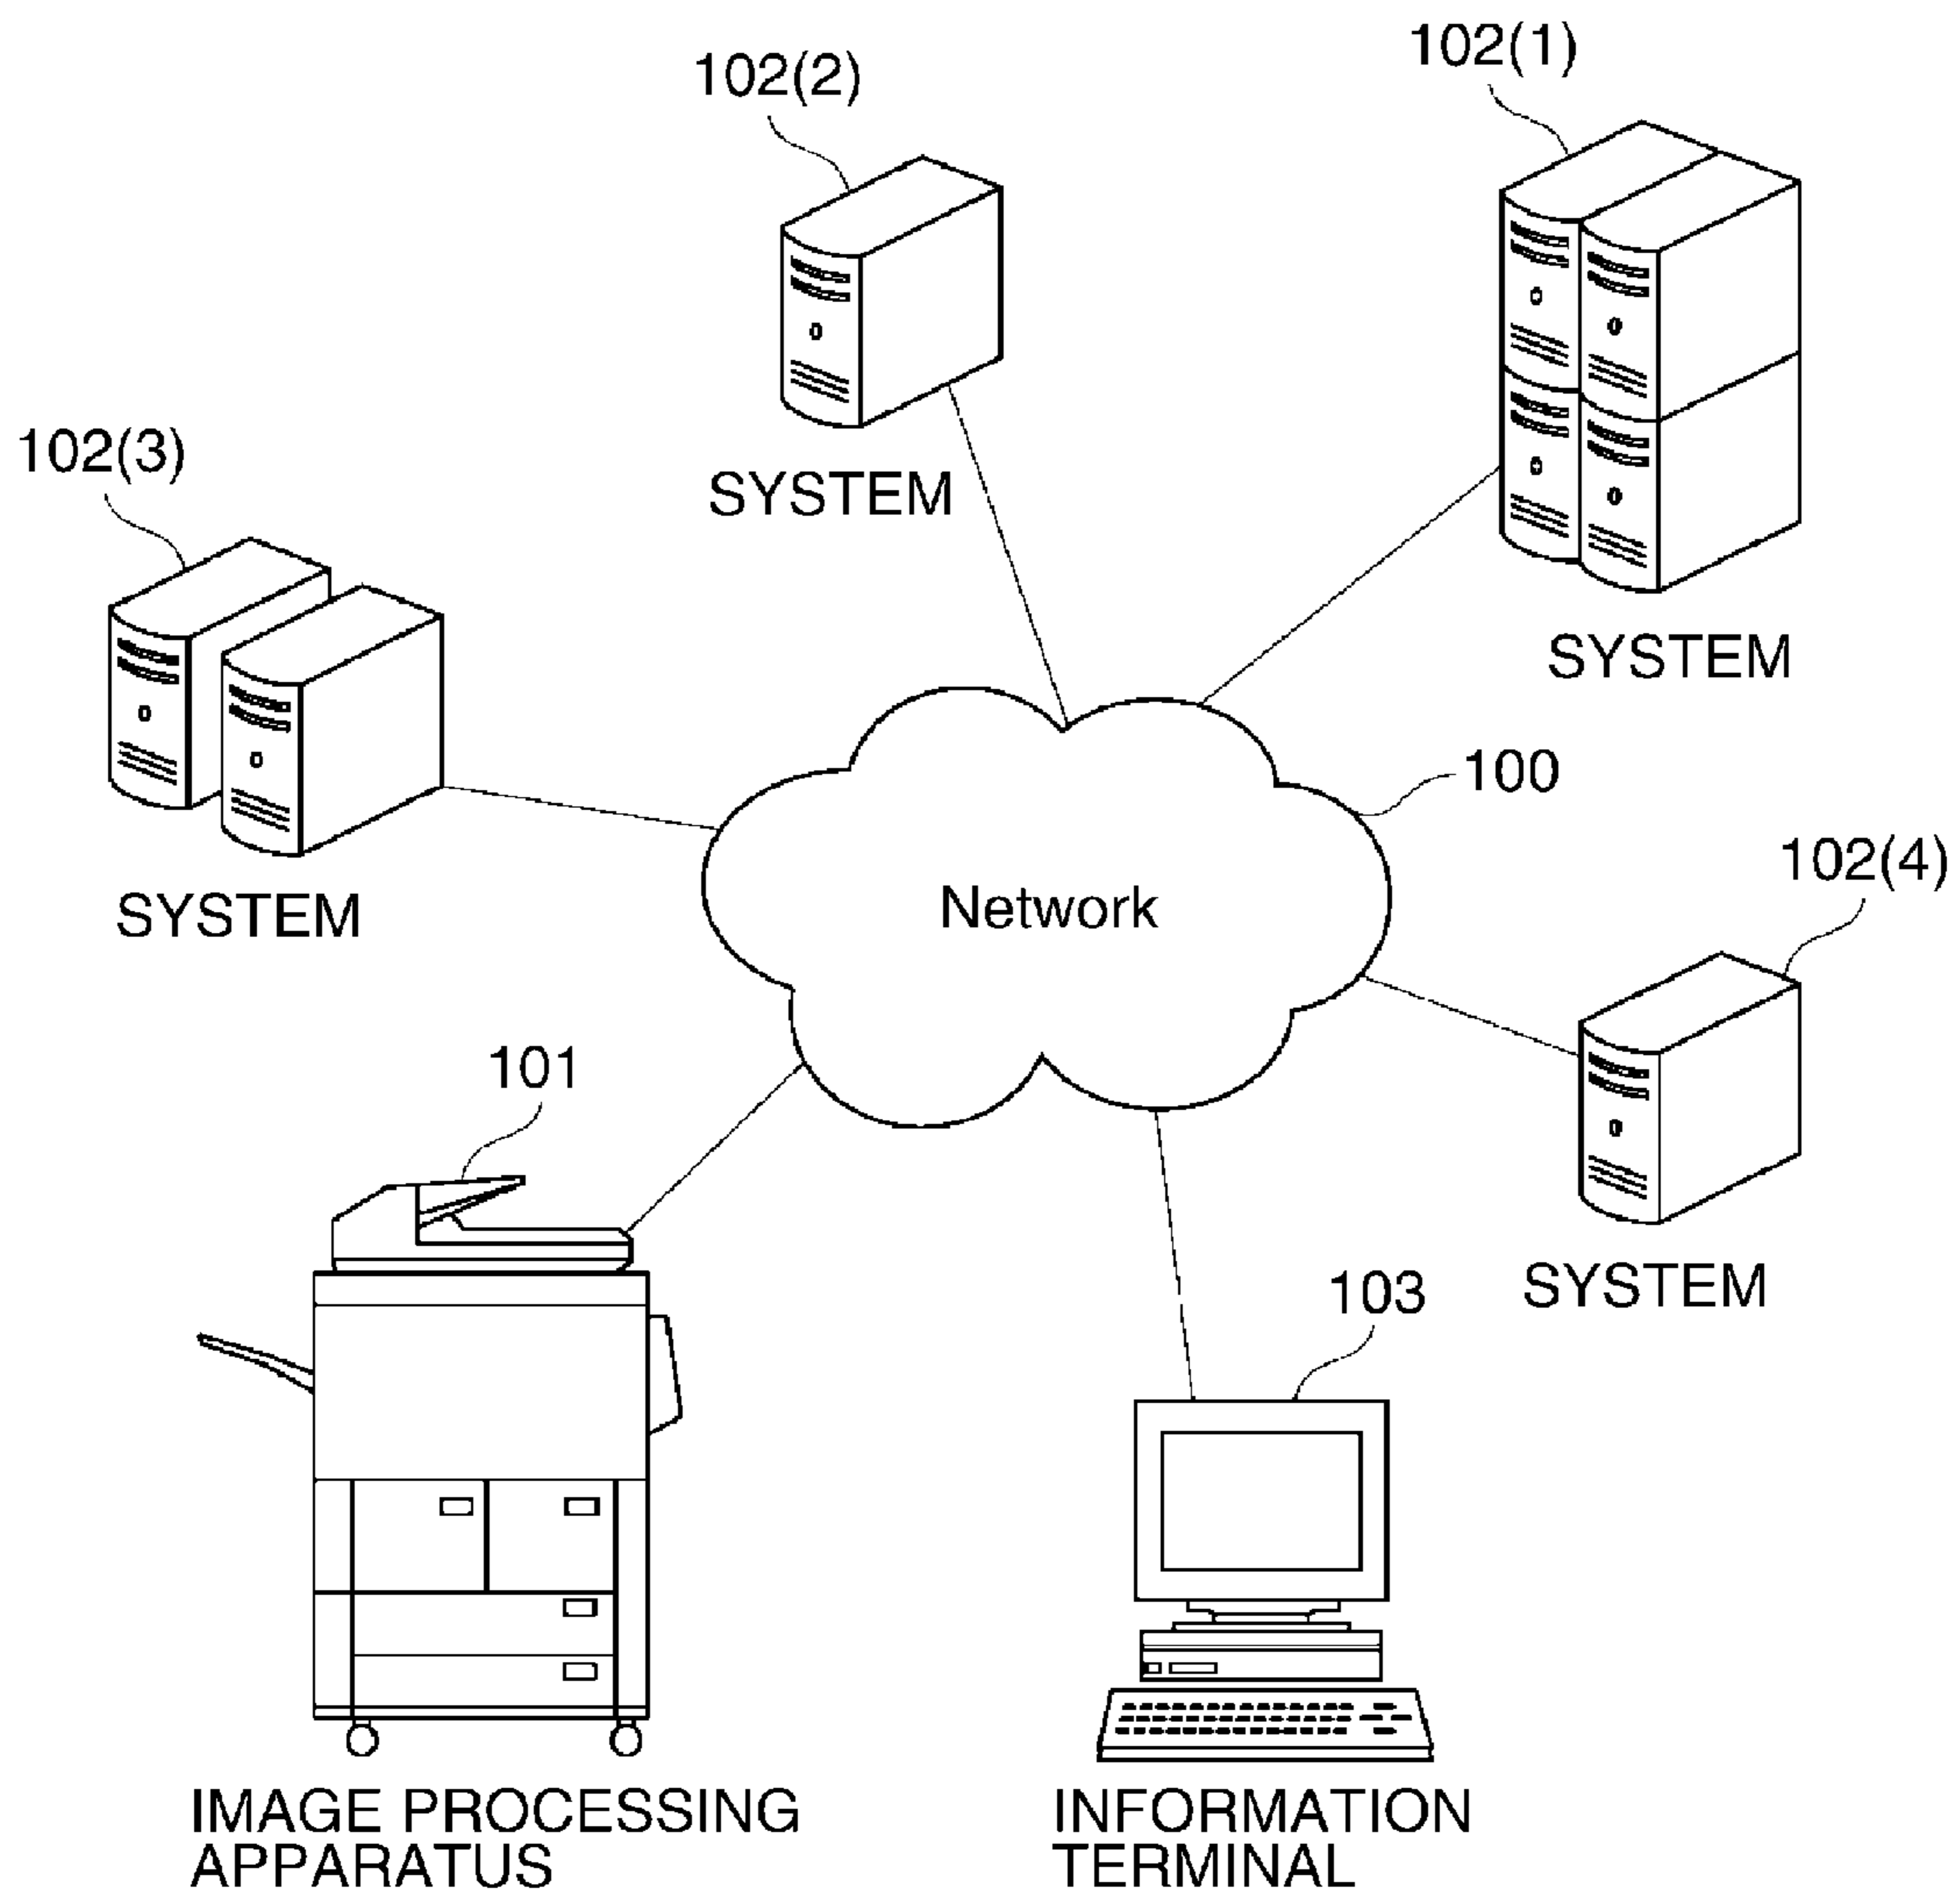 102(1)
102(2)
SYSTEM
102(3)
SYSTEM
100
Network
102(4)
SYSTEM
101
SYSTEM
103
IMAGE PROCESSING
APPARATUS
INFORMATION
TERMINAL